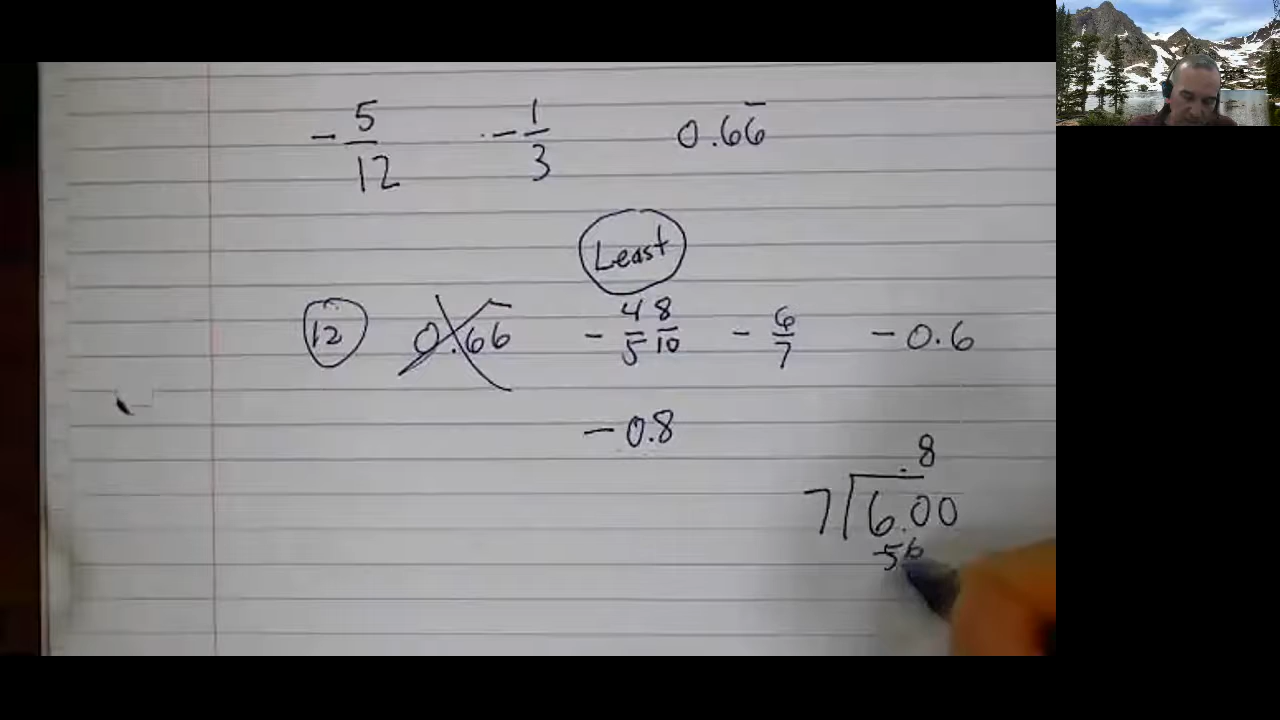 - 5/12 - 1/3 0.66̅
Least
12 0.66̅ - 4/5 8/10 - 6/7 - 0.6
- 0.8
.8
7 6.00
-56